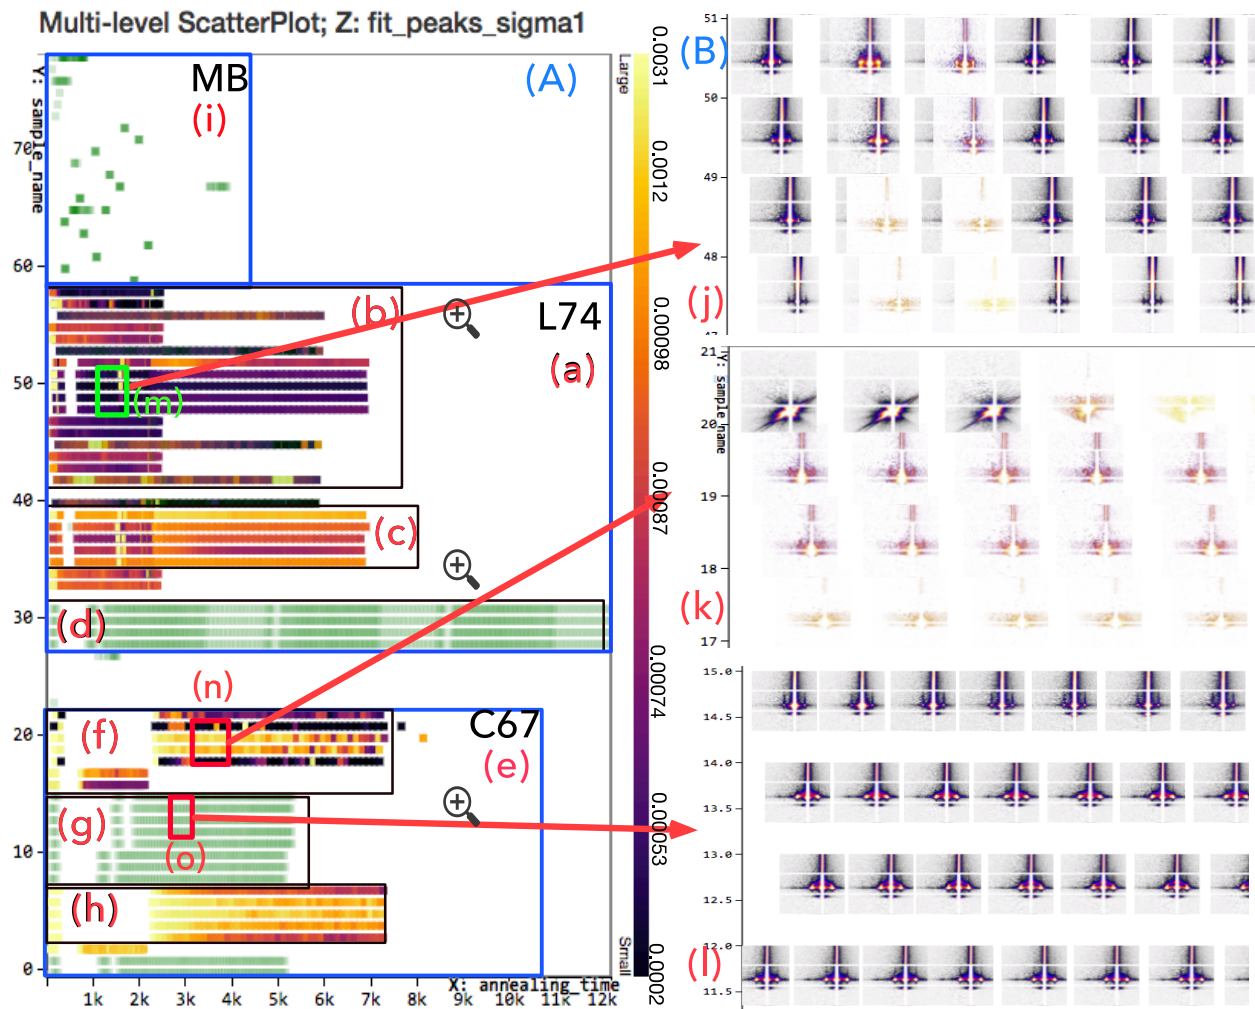 Multi-level ScatterPlot; Z: fit_peaks_sigma1
Y: sample_name
MB
(i)
(A)
70
60
50
40
30
20
10
0
L74
(a)
(b)
(m)
(c)
(d)
(n)
C67
(e)
(f)
(g)
(o)
(h)
X: annealing_time
1k 2k 3k 4k 5k 6k 7k 8k 9k 10k 11k 12k
Large
Small
0.0031
0.0012
0.00098
0.00087
0.00074
0.00053
0.0002
(B)
51
50
49
48
47
(j)
Y: sample_name
21
20
19
18
17
(k)
15.0
14.5
14.0
13.5
13.0
12.5
12.0
11.5
(l)